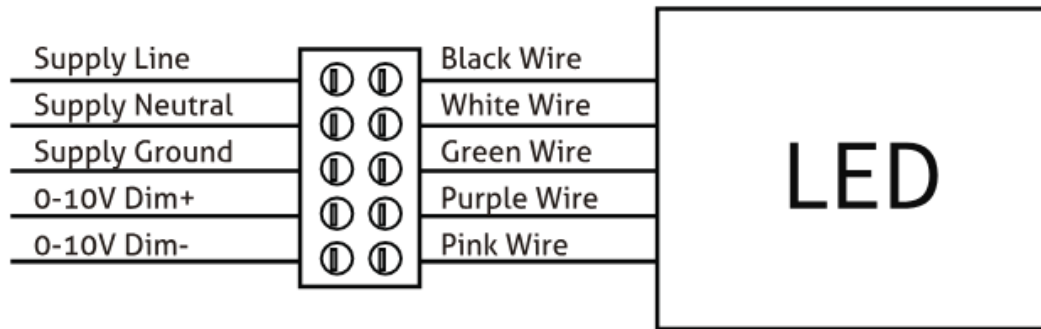 Supply Line
Black Wire
Supply Neutral
White Wire
Supply Ground
Green Wire
0-10V Dim+
Purple Wire
0-10V Dim-
Pink Wire
LED